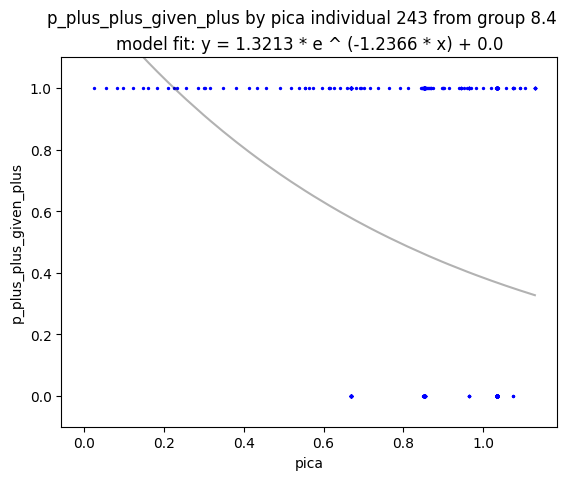 p_plus_plus_given_plus by pica individual 243 from group 8.4
model fit: y = 1.3213 * e ^ (-1.2366 * x) + 0.0
p_plus_plus_given_plus
1.0
0.8
0.6
0.4
0.2
0.0
0.0 0.2 0.4 0.6 0.8 1.0
pica